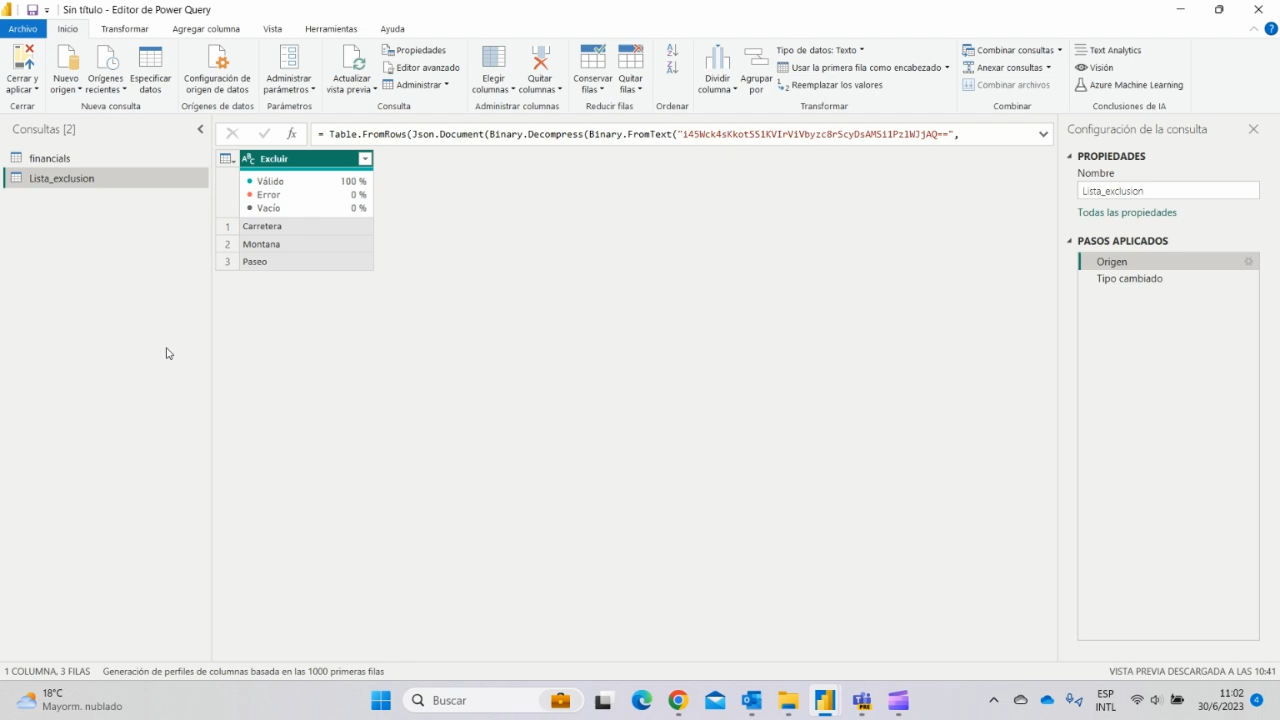 Sin título - Editor de Power Query
Archivo Inicio Transformar Agregar columna Vista Herramientas Ayuda
Cerrar y aplicar
Nuevo origen
Orígenes recientes
Especificar datos
Configuración de origen de datos
Administrar parámetros
Actualizar vista previa
Propiedades
Editor avanzado
Administrar
Elegir columnas
Quitar columnas
Conservar filas
Quitar filas
Dividir columna
Agrupar por
Tipo de datos: Texto
Usar la primera fila como encabezado
Reemplazar los valores
Combinar consultas
Anexar consultas
Combinar archivos
Text Analytics
Visión
Azure Machine Learning
Cerrar Nueva consulta Orígenes de datos Parámetros Consulta Administrar columnas Reducir filas Ordenar Transformar Combinar Conclusiones de IA
Consultas [2]
financials
Lista_exclusion
= Table.FromRows(Json.Document(Binary.Decompress(Binary.FromText("i45Wck4sKkotSS1KVIrViVbyzc8rScyDsAMSi1PzlWJjAQ==",
Excluir
Válido 100 %
Error 0 %
Vacío 0 %
1 Carretera
2 Montana
3 Paseo
Configuración de la consulta
PROPIEDADES
Nombre
Lista_exclusion
Todas las propiedades
PASOS APLICADOS
Origen
Tipo cambiado
1 COLUMNA, 3 FILAS Generación de perfiles de columnas basada en las 1000 primeras filas
VISTA PREVIA DESCARGADA A LAS 10:41
18°C
Mayorm. nublado
Buscar
ESP
INTL
11:02
30/6/2023
4